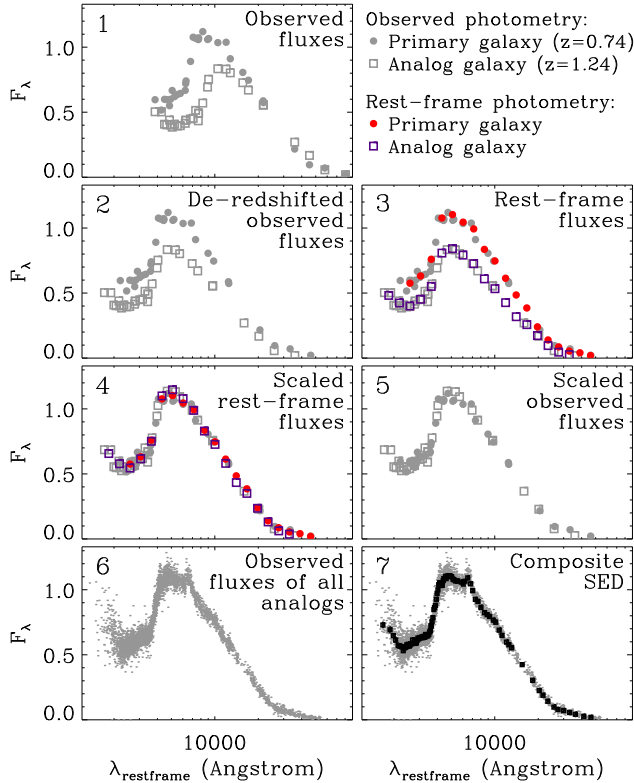 1
Observed
fluxes
Fλ
1.0
0.5
0.0
Observed photometry:
Primary galaxy (z=0.74)
Analog galaxy (z=1.24)
Rest-frame photometry:
Primary galaxy
Analog galaxy
2
De-redshifted
observed
fluxes
Fλ
1.0
0.5
0.0
3
Rest-frame
fluxes
4
Scaled
rest-frame
fluxes
Fλ
1.0
0.5
0.0
5
Scaled
observed
fluxes
6
Observed
fluxes of all
analogs
Fλ
1.0
0.5
0.0
7
Composite
SED
10000
10000
λrestframe (Angstrom)
λrestframe (Angstrom)